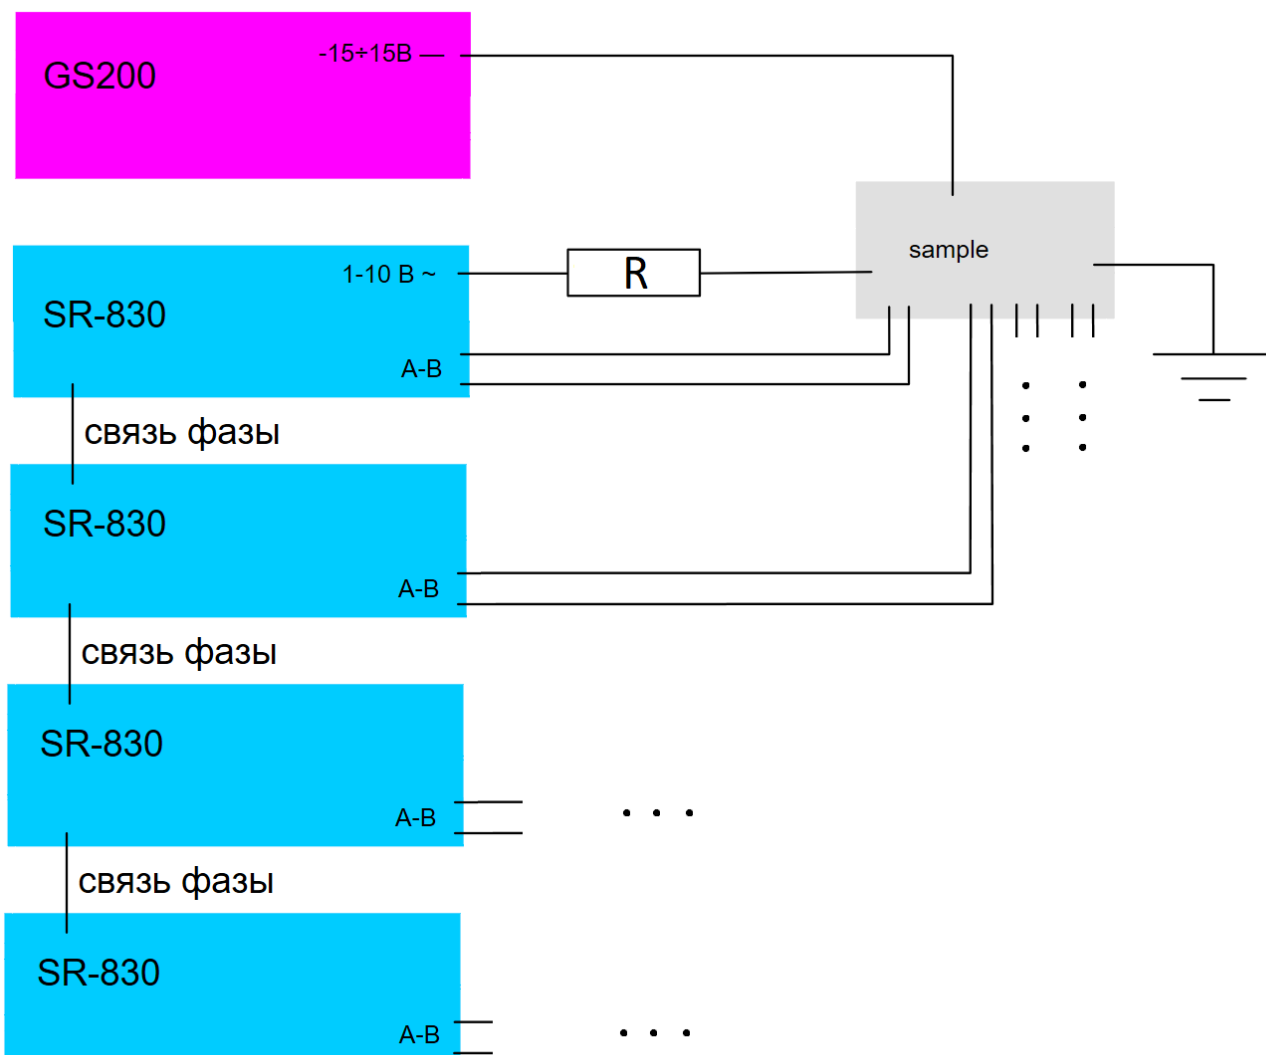 GS200
-15÷15В —
sample
SR-830
1-10 В ~
R
A-B
связь фазы
SR-830
A-B
связь фазы
SR-830
A-B
связь фазы
SR-830
A-B